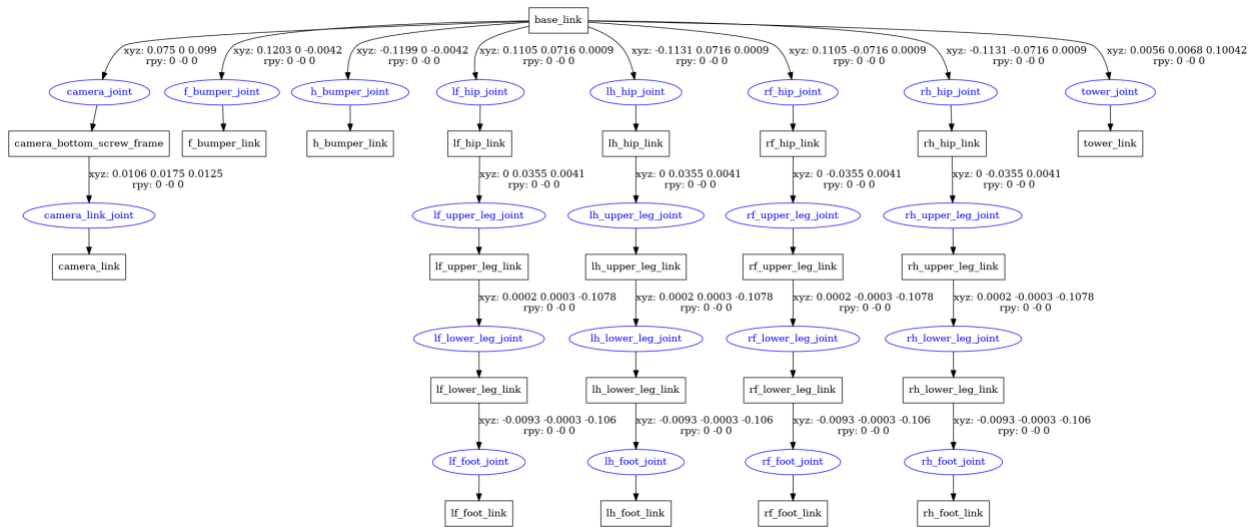 base_link
xyz: 0.075 0 0.099
rpy: 0 -0 0
xyz: 0.1203 0 -0.0042
rpy: 0 -0 0
xyz: -0.1199 0 -0.0042
rpy: 0 -0 0
xyz: 0.1105 0.0716 0.0009
rpy: 0 -0 0
xyz: -0.1131 0.0716 0.0009
rpy: 0 -0 0
xyz: 0.1105 -0.0716 0.0009
rpy: 0 -0 0
xyz: -0.1131 -0.0716 0.0009
rpy: 0 -0 0
xyz: 0.0056 0.0068 0.10042
rpy: 0 -0 0
camera_joint
f_bumper_joint
h_bumper_joint
lf_hip_joint
lh_hip_joint
rf_hip_joint
rh_hip_joint
tower_joint
camera_bottom_screw_frame
f_bumper_link
h_bumper_link
lf_hip_link
lh_hip_link
rf_hip_link
rh_hip_link
tower_link
xyz: 0.0106 0.0175 0.0125
rpy: 0 -0 0
xyz: 0 0.0355 0.0041
rpy: 0 -0 0
xyz: 0 0.0355 0.0041
rpy: 0 -0 0
xyz: 0 -0.0355 0.0041
rpy: 0 -0 0
xyz: 0 -0.0355 0.0041
rpy: 0 -0 0
camera_link_joint
lf_upper_leg_joint
lh_upper_leg_joint
rf_upper_leg_joint
rh_upper_leg_joint
camera_link
lf_upper_leg_link
lh_upper_leg_link
rf_upper_leg_link
rh_upper_leg_link
xyz: 0.0002 0.0003 -0.1078
rpy: 0 -0 0
xyz: 0.0002 0.0003 -0.1078
rpy: 0 -0 0
xyz: 0.0002 -0.0003 -0.1078
rpy: 0 -0 0
xyz: 0.0002 -0.0003 -0.1078
rpy: 0 -0 0
lf_lower_leg_joint
lh_lower_leg_joint
rf_lower_leg_joint
rh_lower_leg_joint
lf_lower_leg_link
lh_lower_leg_link
rf_lower_leg_link
rh_lower_leg_link
xyz: -0.0093 -0.0003 -0.106
rpy: 0 -0 0
xyz: -0.0093 -0.0003 -0.106
rpy: 0 -0 0
xyz: -0.0093 -0.0003 -0.106
rpy: 0 -0 0
xyz: -0.0093 -0.0003 -0.106
rpy: 0 -0 0
lf_foot_joint
lh_foot_joint
rf_foot_joint
rh_foot_joint
lf_foot_link
lh_foot_link
rf_foot_link
rh_foot_link